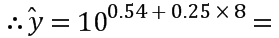 ∴ ŷ = 10^{0.54 + 0.25 × 8} =